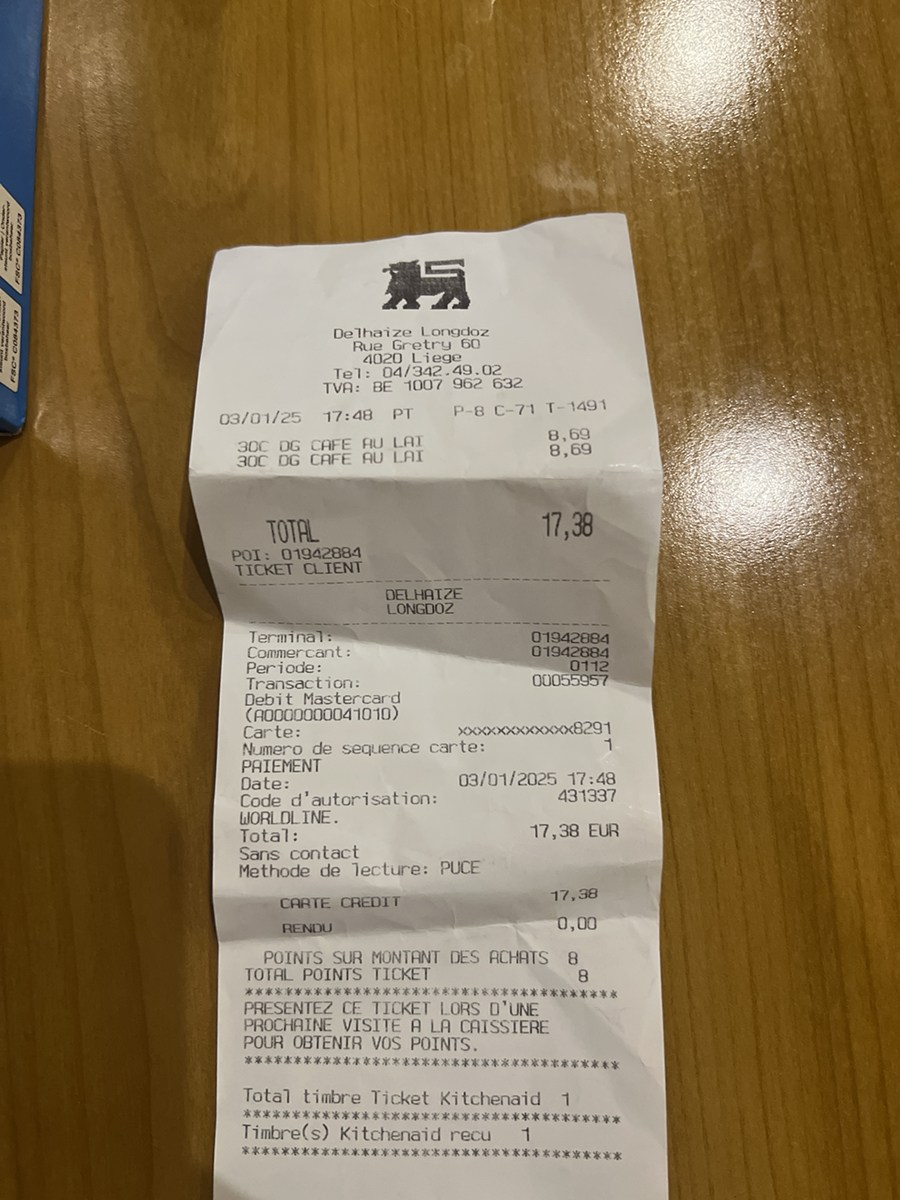 Delhaize Longdoz
Rue Gretry 60
4020 Liege
Tel: 04/342.49.02
TVA: BE 1007 962 632
03/01/25 17:48 PT P-8 C-71 T-1491
30C DG CAFE AU LAI 8,69
30C DG CAFE AU LAI 8,69
TOTAL 17,38
POI: 01942884
TICKET CLIENT
DELHAIZE
LONGDOZ
Terminal: 01942884
Commercant: 01942884
Periode: 0112
Transaction: 00055957
Debit Mastercard
(A0000000041010)
Carte: xxxxxxxxxxxxx8291
Numero de sequence carte: 1
PAIEMENT
Date: 03/01/2025 17:48
Code d'autorisation: 431337
WORLDLINE.
Total: 17,38 EUR
Sans contact
Methode de lecture: PUCE
CARTE CREDIT 17,38
RENDU 0,00
POINTS SUR MONTANT DES ACHATS 8
TOTAL POINTS TICKET 8
**************************************
PRESENTEZ CE TICKET LORS D'UNE
PROCHAINE VISITE A LA CAISSIERE
POUR OBTENIR VOS POINTS.
**************************************
Total timbre Ticket Kitchenaid 1
**************************************
Timbre(s) Kitchenaid recu 1
**************************************
FSC® C084373
FSC® C084373